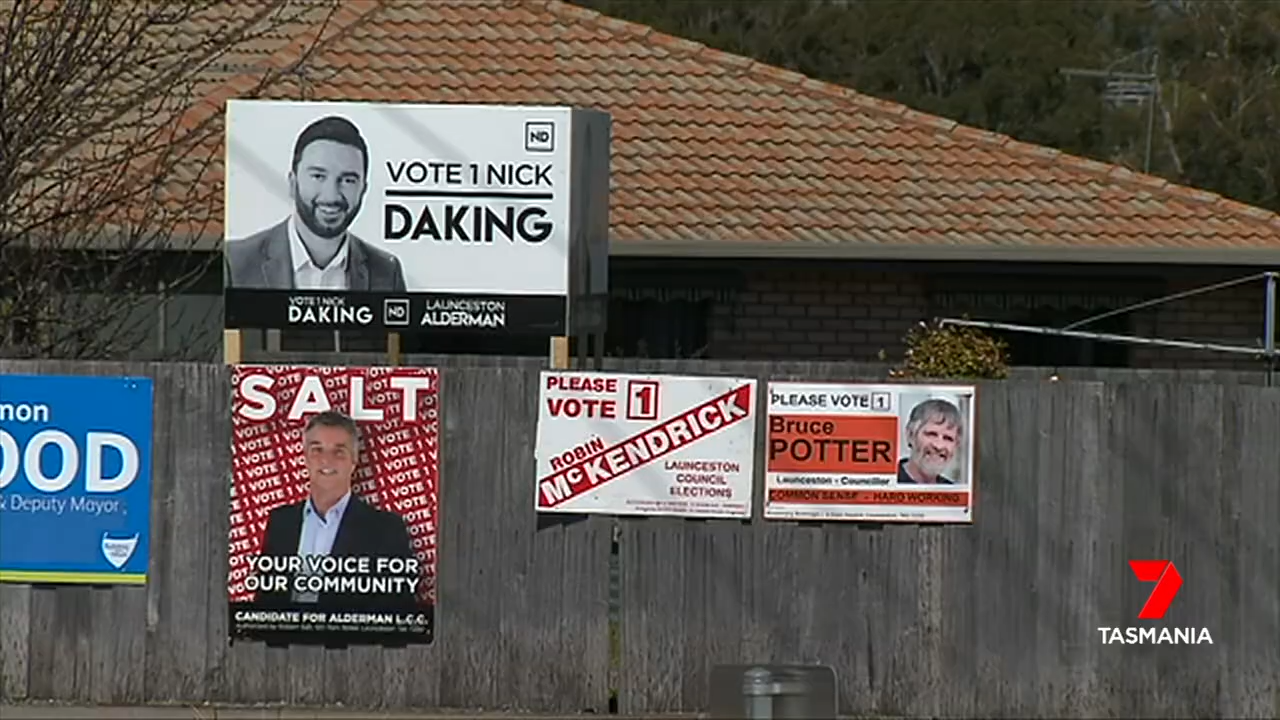 ND
VOTE 1 NICK
DAKING
VOTE 1 NICK
DAKING
ND
LAUNCESTON
ALDERMAN
mon
OOD
& Deputy Mayor
SALT
YOUR VOICE FOR
OUR COMMUNITY
CANDIDATE FOR ALDERMAN L.C.C.
PLEASE
VOTE 1
ROBIN
McKENDRICK
LAUNCESTON
COUNCIL
ELECTIONS
PLEASE VOTE 1
Bruce
POTTER
Launceston - Councillor
COMMON SENSE - HARD WORKING
7
TASMANIA